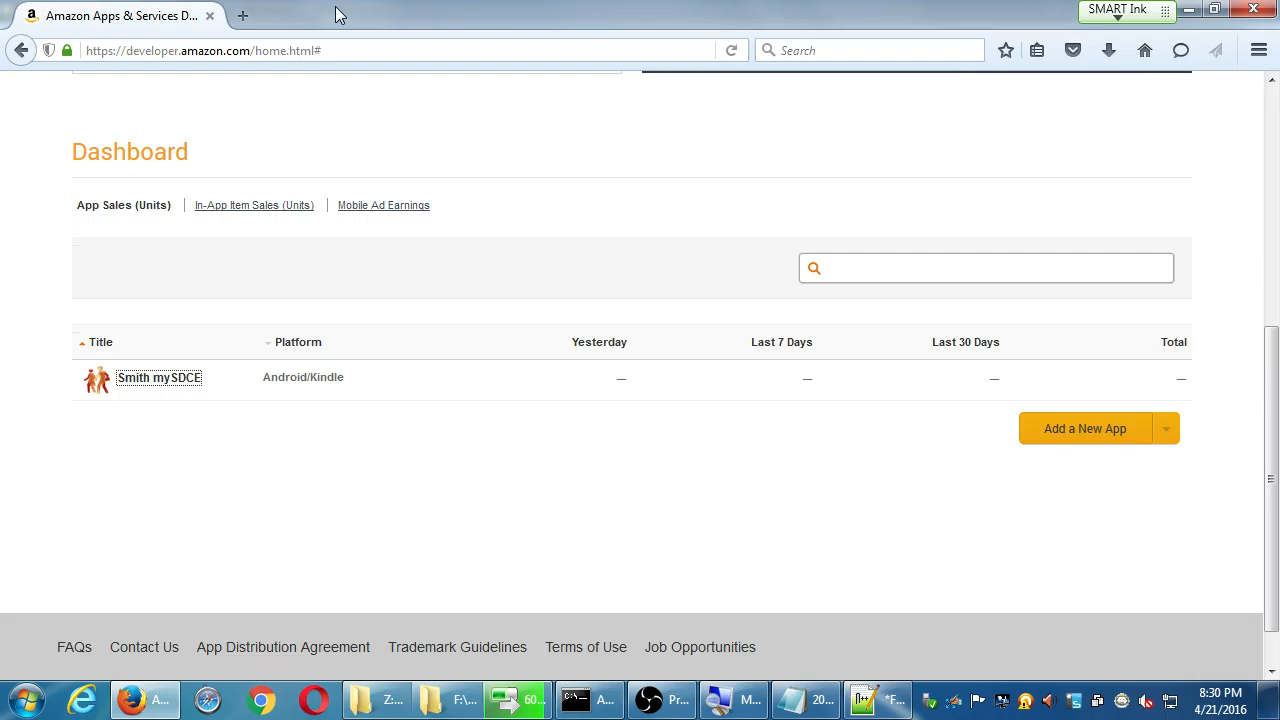 Amazon Apps & Services D...
SMART Ink
https://developer.amazon.com/home.html#
Search
Dashboard
App Sales (Units)
In-App Item Sales (Units)
Mobile Ad Earnings
Title
Platform
Yesterday
Last 7 Days
Last 30 Days
Total
Smith mySDCE
Android/Kindle
—
—
—
—
Add a New App
FAQs
Contact Us
App Distribution Agreement
Trademark Guidelines
Terms of Use
Job Opportunities
A...
Z:...
F:\...
60...
A...
Pr...
M...
20...
*F...
8:30 PM
4/21/2016